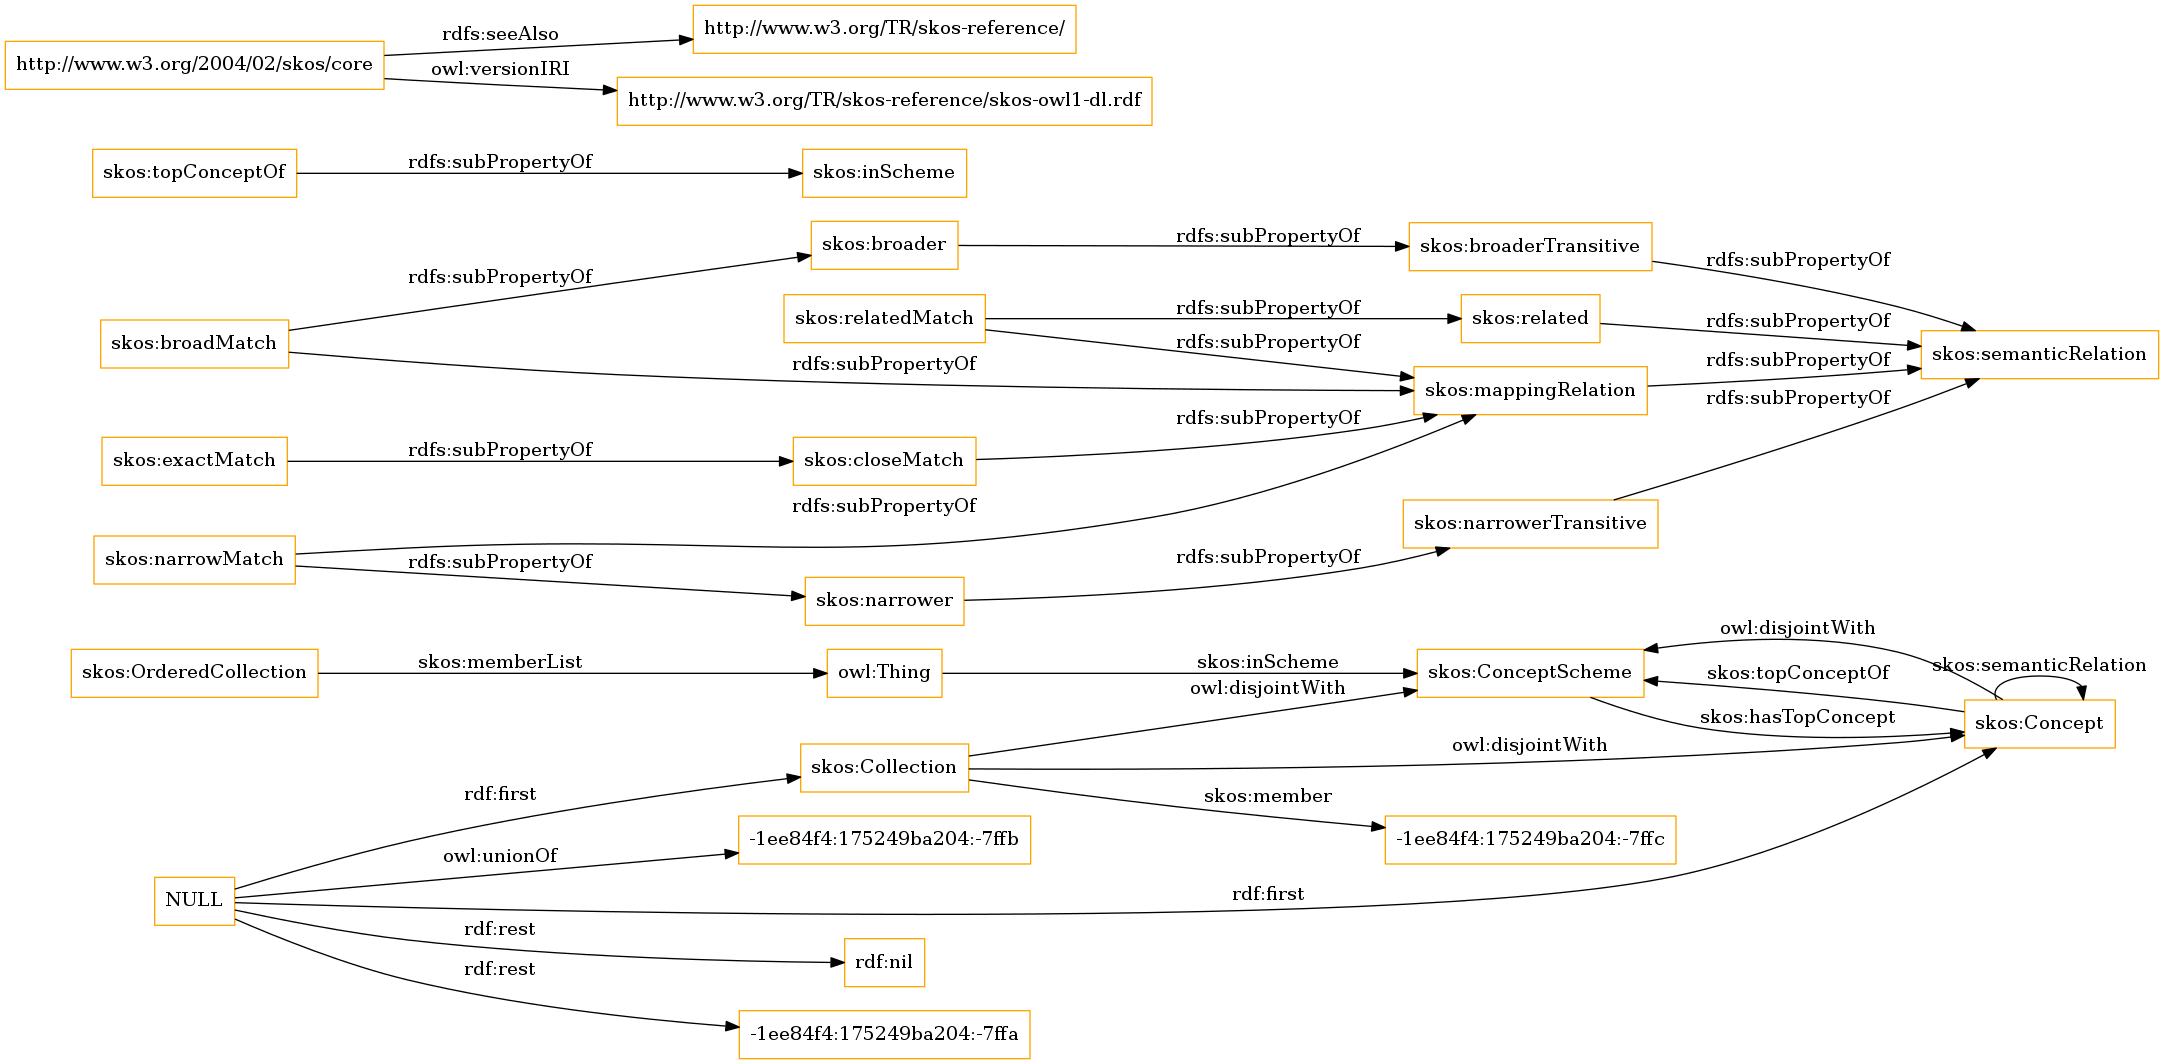 rdfs:seeAlso
http://www.w3.org/TR/skos-reference/
http://www.w3.org/2004/02/skos/core
owl:versionIRI
http://www.w3.org/TR/skos-reference/skos-owl1-dl.rdf
skos:topConceptOf
rdfs:subPropertyOf
skos:inScheme
skos:broadMatch
rdfs:subPropertyOf
skos:broader
rdfs:subPropertyOf
skos:broaderTransitive
rdfs:subPropertyOf
rdfs:subPropertyOf
skos:relatedMatch
rdfs:subPropertyOf
skos:related
rdfs:subPropertyOf
rdfs:subPropertyOf
skos:semanticRelation
skos:mappingRelation
rdfs:subPropertyOf
skos:exactMatch
rdfs:subPropertyOf
skos:closeMatch
rdfs:subPropertyOf
rdfs:subPropertyOf
rdfs:subPropertyOf
skos:narrowMatch
rdfs:subPropertyOf
skos:narrower
rdfs:subPropertyOf
skos:narrowerTransitive
skos:OrderedCollection
skos:memberList
owl:Thing
skos:inScheme
skos:ConceptScheme
owl:disjointWith
skos:semanticRelation
skos:topConceptOf
skos:hasTopConcept
skos:Concept
owl:disjointWith
skos:Collection
owl:disjointWith
skos:member
-1ee84f4:175249ba204:-7ffc
rdf:first
owl:unionOf
-1ee84f4:175249ba204:-7ffb
NULL
rdf:first
rdf:rest
rdf:nil
rdf:rest
-1ee84f4:175249ba204:-7ffa